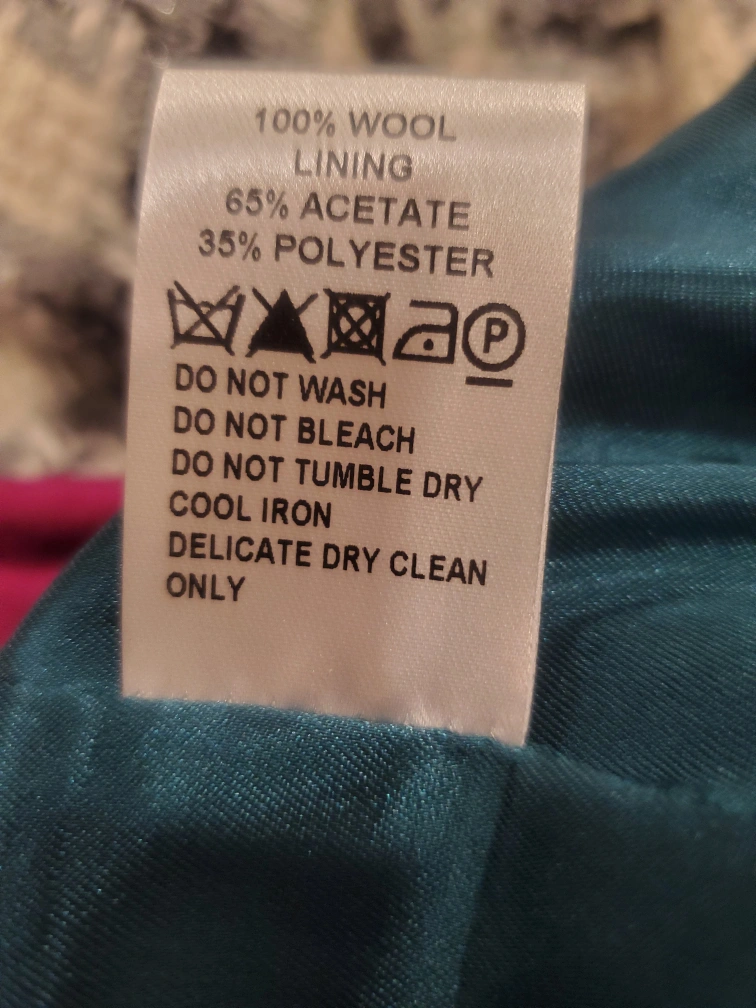 100% WOOL
LINING
65% ACETATE
35% POLYESTER
P
DO NOT WASH
DO NOT BLEACH
DO NOT TUMBLE DRY
COOL IRON
DELICATE DRY CLEAN
ONLY